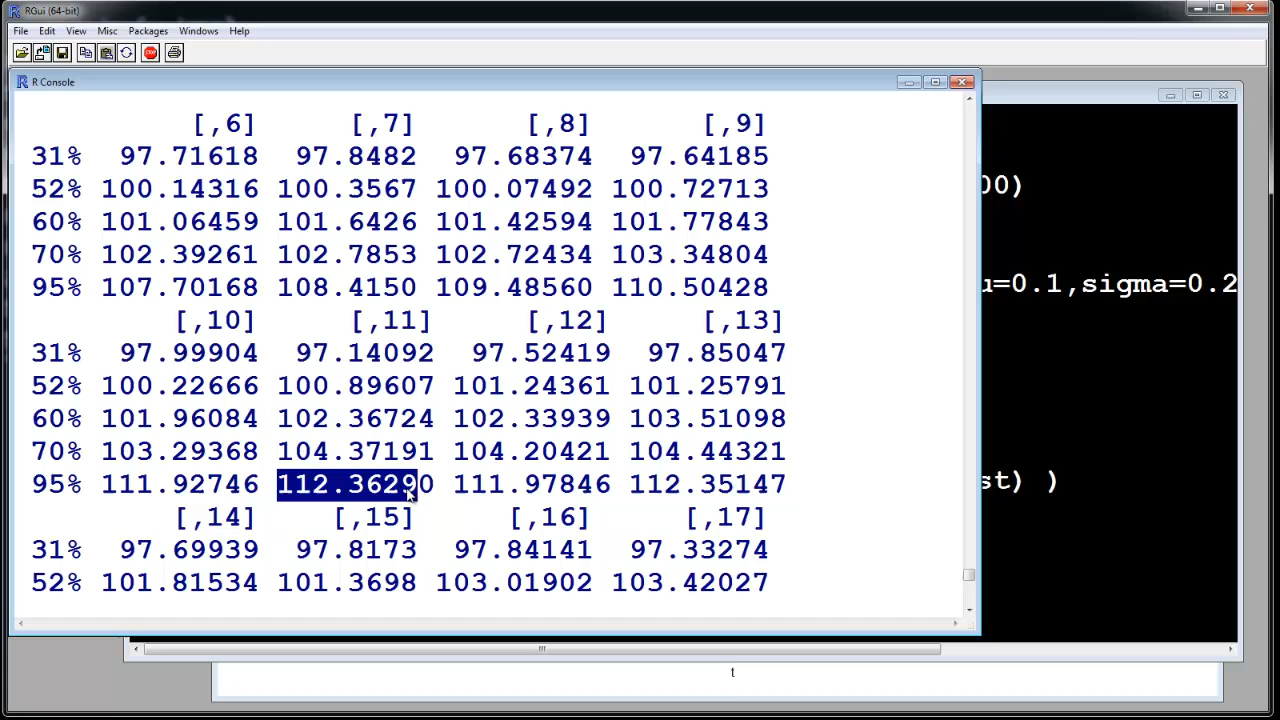 RGui (64-bit)
File Edit View Misc Packages Windows Help
STOP
R Console
[,6] [,7] [,8] [,9]
31% 97.71618 97.8482 97.68374 97.64185
52% 100.14316 100.3567 100.07492 100.72713
60% 101.06459 101.6426 101.42594 101.77843
70% 102.39261 102.7853 102.72434 103.34804
95% 107.70168 108.4150 109.48560 110.50428
[,10] [,11] [,12] [,13]
31% 97.99904 97.14092 97.52419 97.85047
52% 100.22666 100.89607 101.24361 101.25791
60% 101.96084 102.36724 102.33939 103.51098
70% 103.29368 104.37191 104.20421 104.44321
95% 111.92746 112.36290 111.97846 112.35147
[,14] [,15] [,16] [,17]
31% 97.69939 97.8173 97.84141 97.33274
52% 101.81534 101.3698 103.01902 103.42027
00)
u=0.1,sigma=0.2
st) )
t